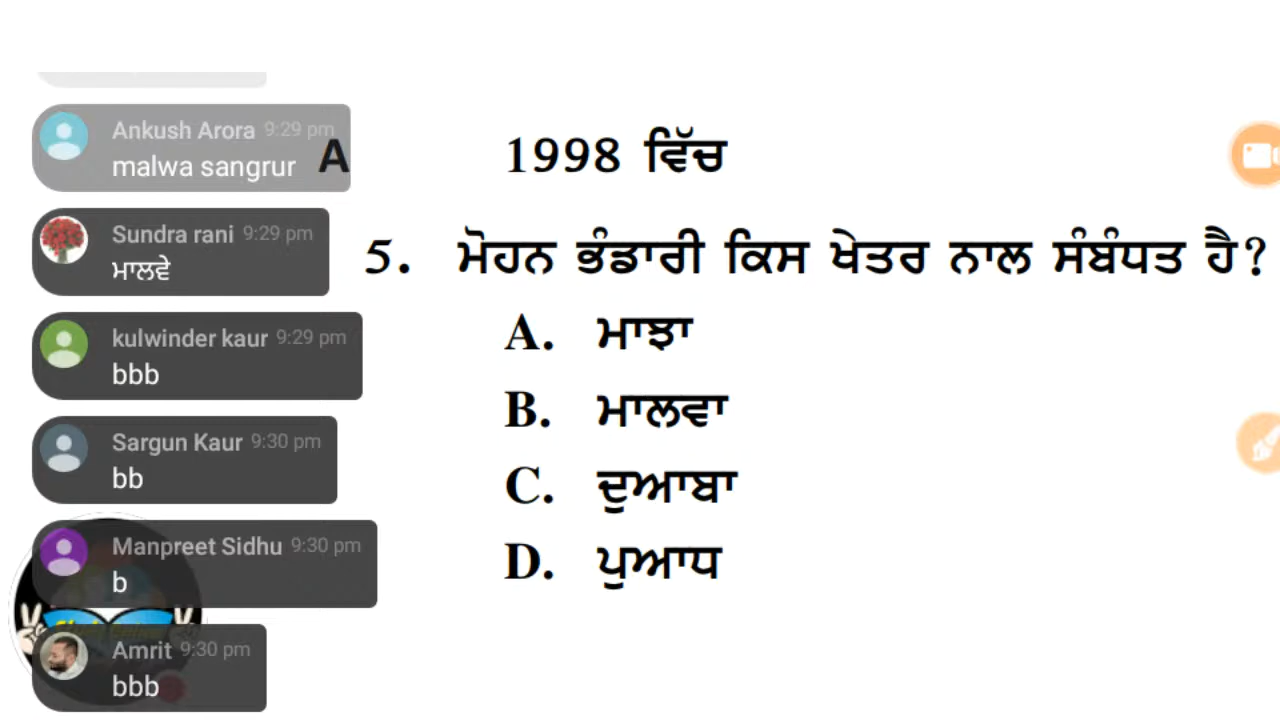 Ankush Arora 9:29 pm
malwa sangrur
A
Sundra rani 9:29 pm
ਮਾਲਵੇ
kulwinder kaur 9:29 pm
bbb
Sargun Kaur 9:30 pm
bb
Manpreet Sidhu 9:30 pm
b
Amrit 9:30 pm
bbb
1998 ਵਿੱਚ
5. ਮੋਹਨ ਭੰਡਾਰੀ ਕਿਸ ਖੇਤਰ ਨਾਲ ਸੰਬੰਧਤ ਹੈ?
A. ਮਾਝਾ
B. ਮਾਲਵਾ
C. ਦੁਆਬਾ
D. ਪੁਆਧ